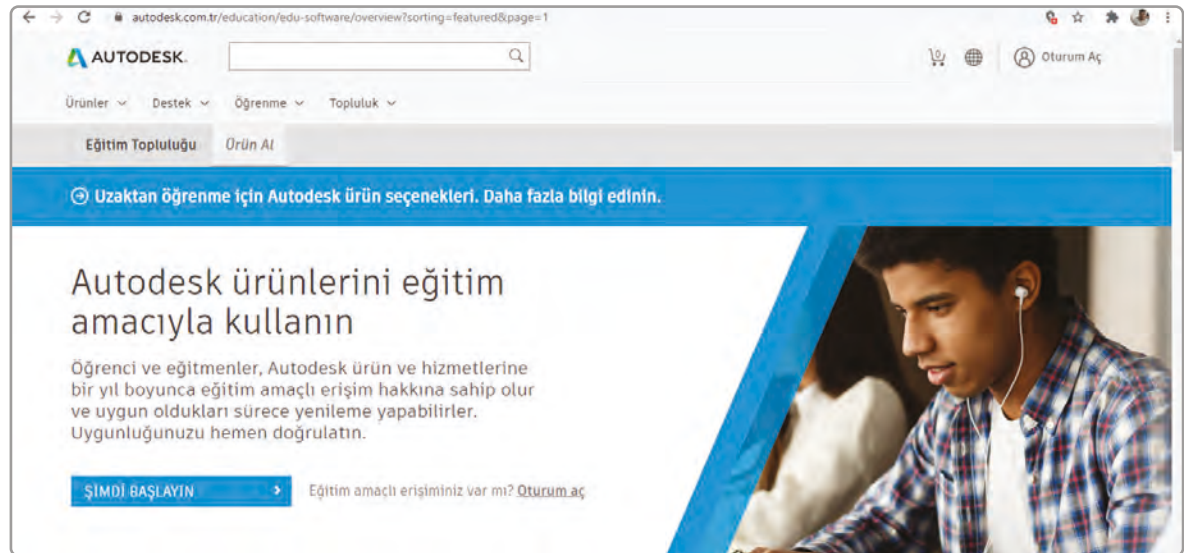 autodesk.com.tr/education/edu-software/overview?sorting=featured&page=1
AUTODESK.
Oturum Aç
Ürünler Destek Öğrenme Topluluk
Eğitim Topluluğu Ürün Al
Uzaktan öğrenme için Autodesk ürün seçenekleri. Daha fazla bilgi edinin.
Autodesk ürünlerini eğitim
amacıyla kullanın
Öğrenci ve eğitmenler, Autodesk ürün ve hizmetlerine
bir yıl boyunca eğitim amaçlı erişim hakkına sahip olur
ve uygun oldukları sürece yenileme yapabilirler.
Uygunluğunuzu hemen doğrulatın.
ŞİMDİ BAŞLAYIN Eğitim amaçlı erişiminiz var mı? Oturum aç